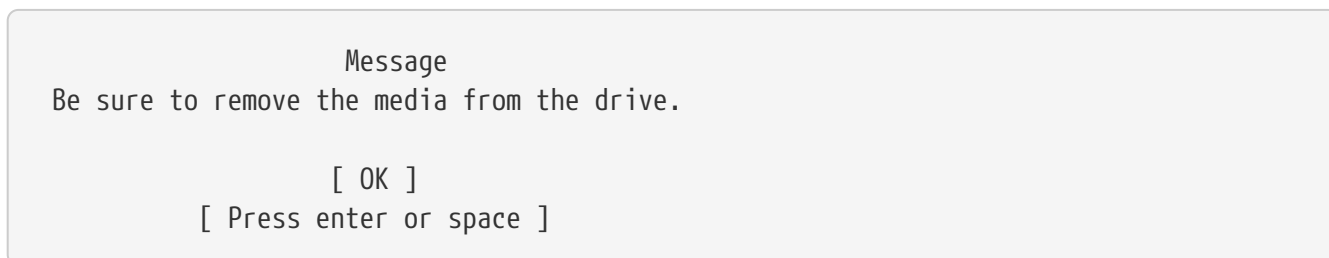 Message
Be sure to remove the media from the drive.
[ OK ]
[ Press enter or space ]